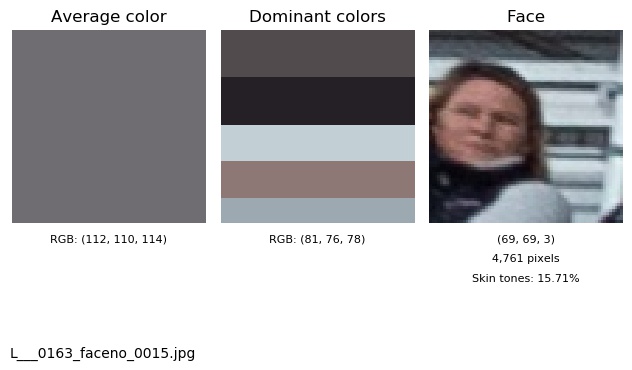 Average color
Dominant colors
Face
RGB: (112, 110, 114)
RGB: (81, 76, 78)
(69, 69, 3)
4,761 pixels
Skin tones: 15.71%
L___0163_faceno_0015.jpg